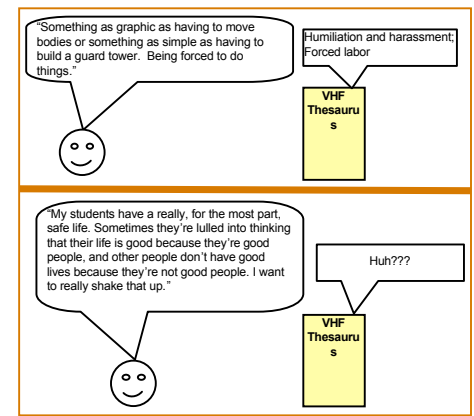 “Something as graphic as having to move
bodies or something as simple as having to
build a guard tower.  Being forced to do
things.”
Humiliation and harassment;
Forced labor
VHF
Thesauru
s
“My students have a really, for the most part,
safe life. Sometimes they’re lulled into thinking
that their life is good because they’re good
people, and other people don’t have good
lives because they’re not good people. I want
to really shake that up.”
Huh???
VHF
Thesauru
s